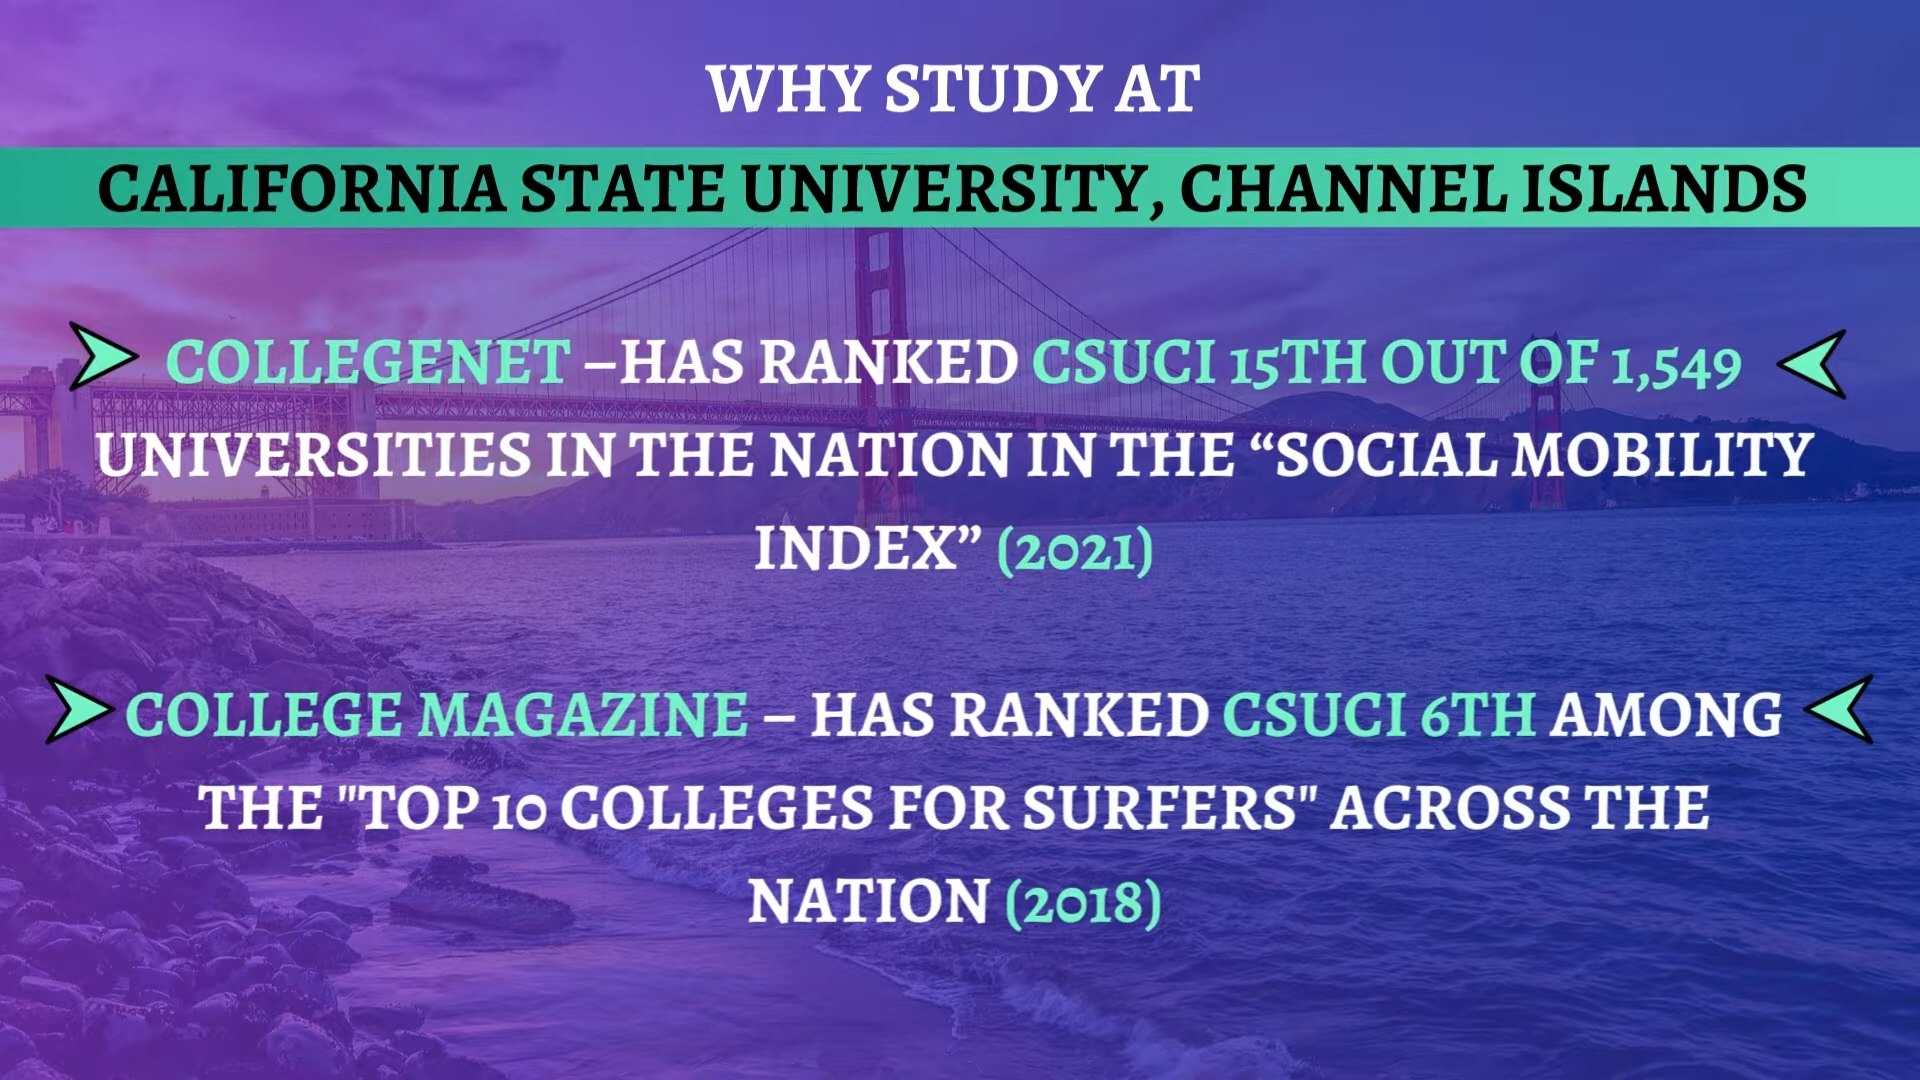 WHY STUDY AT
CALIFORNIA STATE UNIVERSITY, CHANNEL ISLANDS
COLLEGENET –HAS RANKED CSUCI 15TH OUT OF 1,549
UNIVERSITIES IN THE NATION IN THE “SOCIAL MOBILITY
INDEX” (2021)
COLLEGE MAGAZINE – HAS RANKED CSUCI 6TH AMONG
THE "TOP 10 COLLEGES FOR SURFERS" ACROSS THE
NATION (2018)